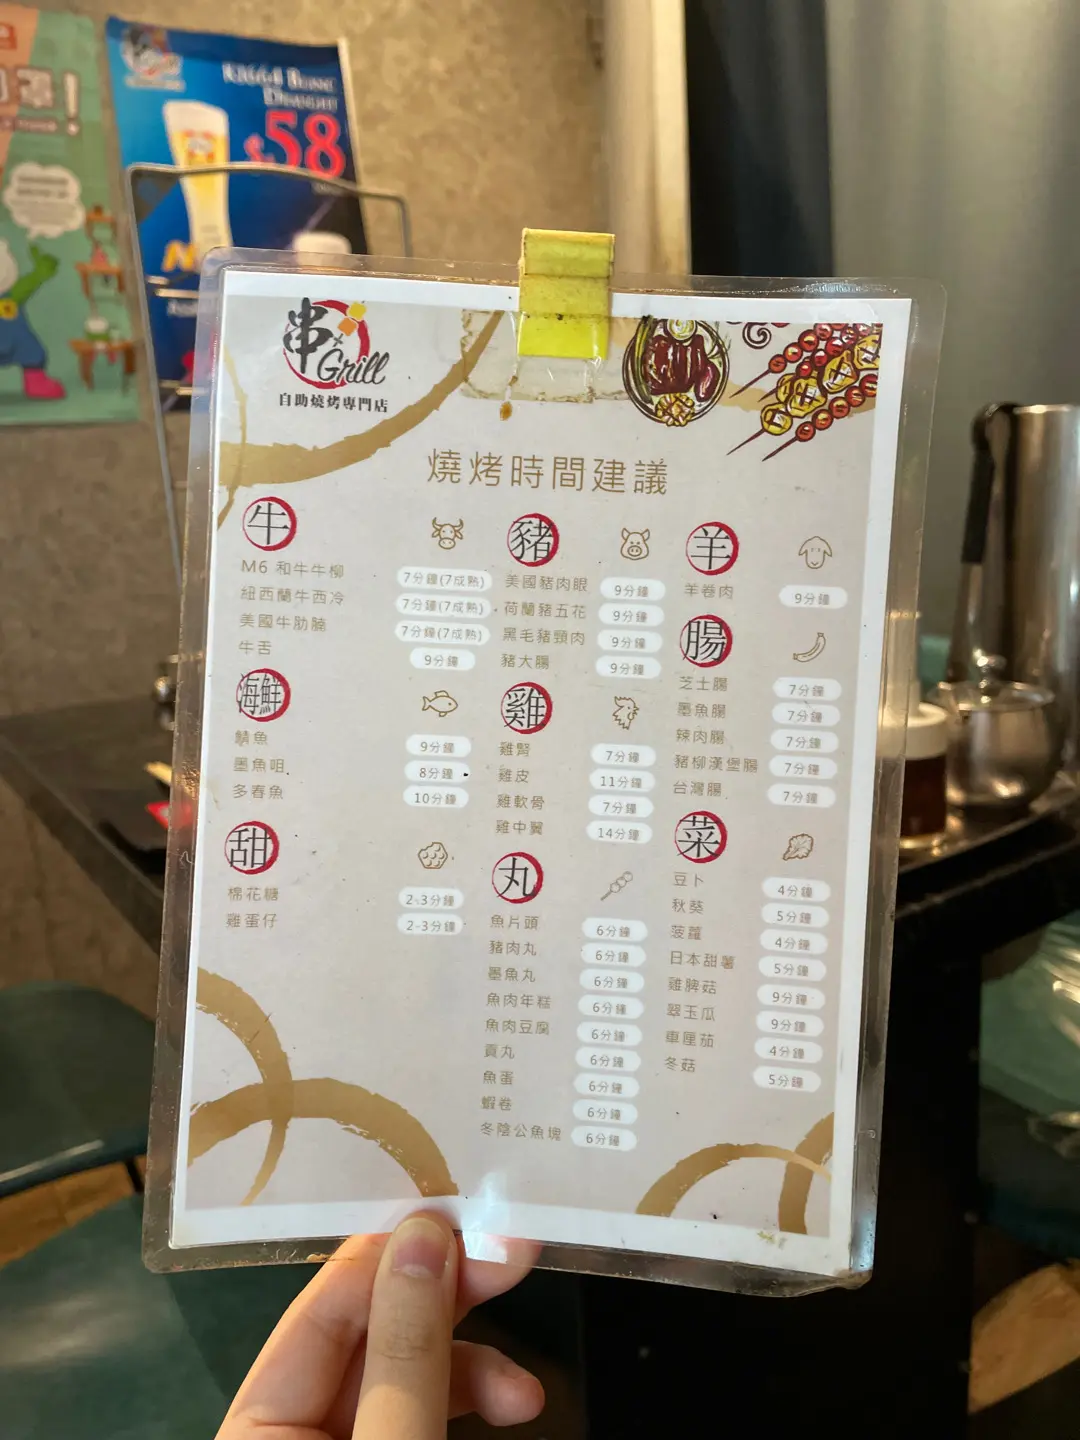 K1664 BLANC
DRAUGHT
$58
串
Grill
自助燒烤專門店
燒烤時間建議
牛
M6 和牛牛柳 7分鐘(7成熟)
紐西蘭牛西冷 7分鐘(7成熟)
美國牛肋腩 7分鐘(7成熟)
牛舌 9分鐘
海鮮
鯖魚 9分鐘
墨魚咀 8分鐘
多春魚 10分鐘
甜
棉花糖 2-3分鐘
雞蛋仔 2-3分鐘
豬
美國豬肉眼 9分鐘
荷蘭豬五花 9分鐘
黑毛豬頸肉 9分鐘
豬大腸 9分鐘
雞
雞腎 7分鐘
雞皮 11分鐘
雞軟骨 7分鐘
雞中翼 14分鐘
丸
魚片頭 6分鐘
豬肉丸 6分鐘
墨魚丸 6分鐘
魚肉年糕 6分鐘
魚肉豆腐 6分鐘
貢丸 6分鐘
魚蛋 6分鐘
蝦卷 6分鐘
冬陰公魚塊 6分鐘
羊
羊卷肉 9分鐘
腸
芝士腸 7分鐘
墨魚腸 7分鐘
辣肉腸 7分鐘
豬柳漢堡腸 7分鐘
台灣腸 7分鐘
菜
豆卜 4分鐘
秋葵 5分鐘
菠蘿 4分鐘
日本甜薯 5分鐘
雞脾菇 9分鐘
翠玉瓜 9分鐘
車厘茄 4分鐘
冬菇 5分鐘